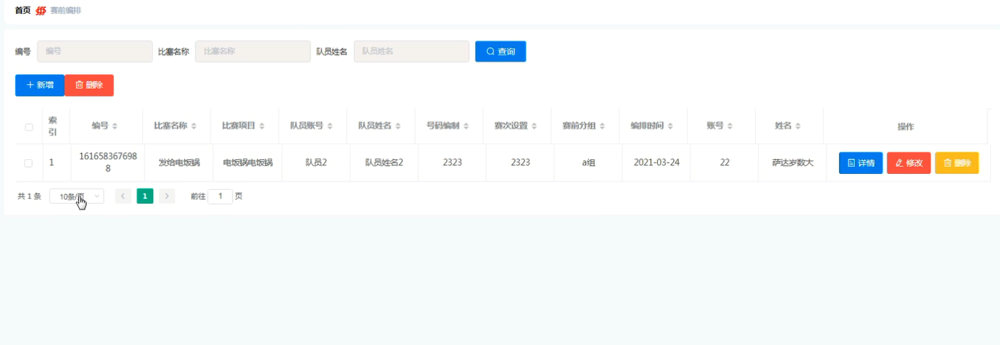 首页 赛前编排
编号 编号 比塞名称 比塞名称 队员姓名 队员姓名 查询
+ 新增 删除
索引 编号 比塞名称 比赛项目 队员账号 队员姓名 号码编制 赛次设置 赛前分组 编排时间 账号 姓名 操作
1 1616583676988 发给电饭锅 电饭锅电饭锅 队员2 队员姓名2 2323 2323 a组 2021-03-24 22 萨达岁数大 详情 修改 删除
共 1 条 10条/页 1 前往 1 页